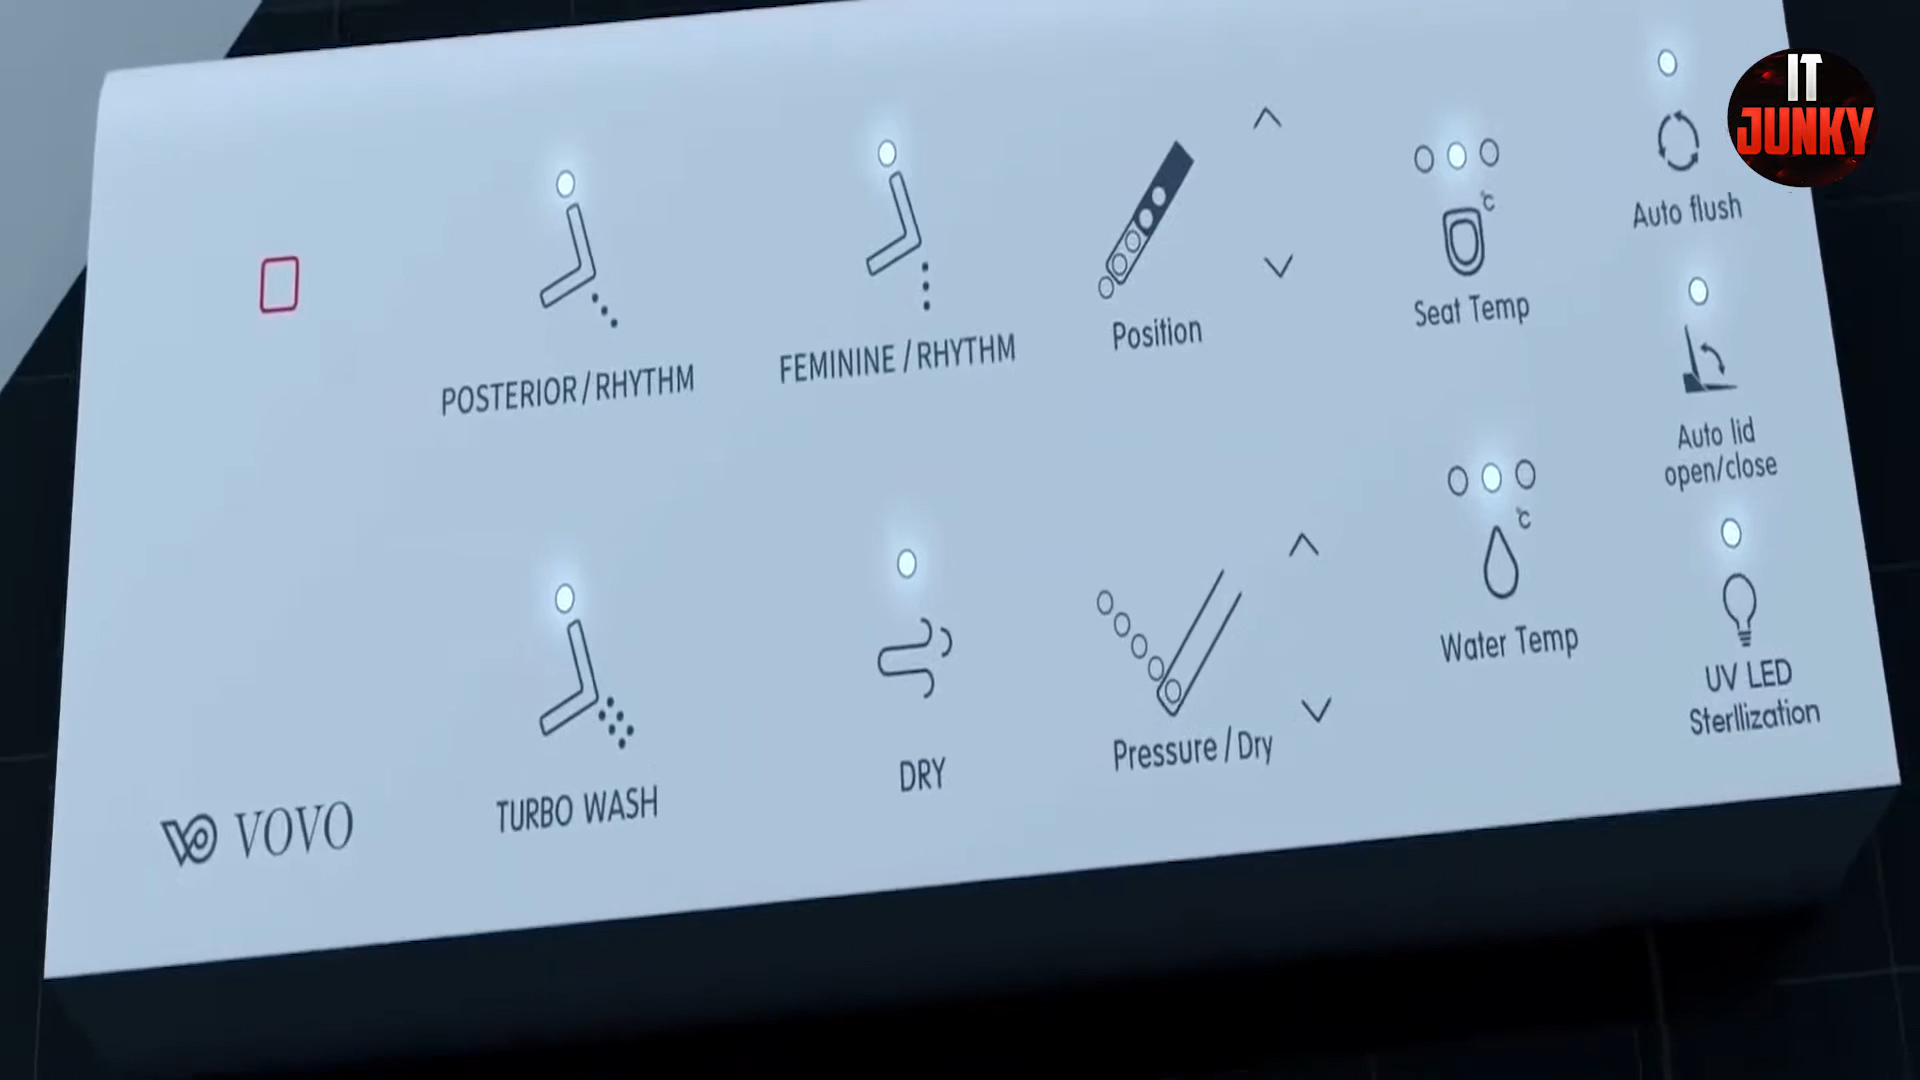 IT
JUNKY
POSTERIOR / RHYTHM
FEMININE / RHYTHM
Position
°C
Seat Temp
Auto flush
Auto lid
open/close
VOVO
TURBO WASH
DRY
Pressure / Dry
°C
Water Temp
UV LED
Sterllization